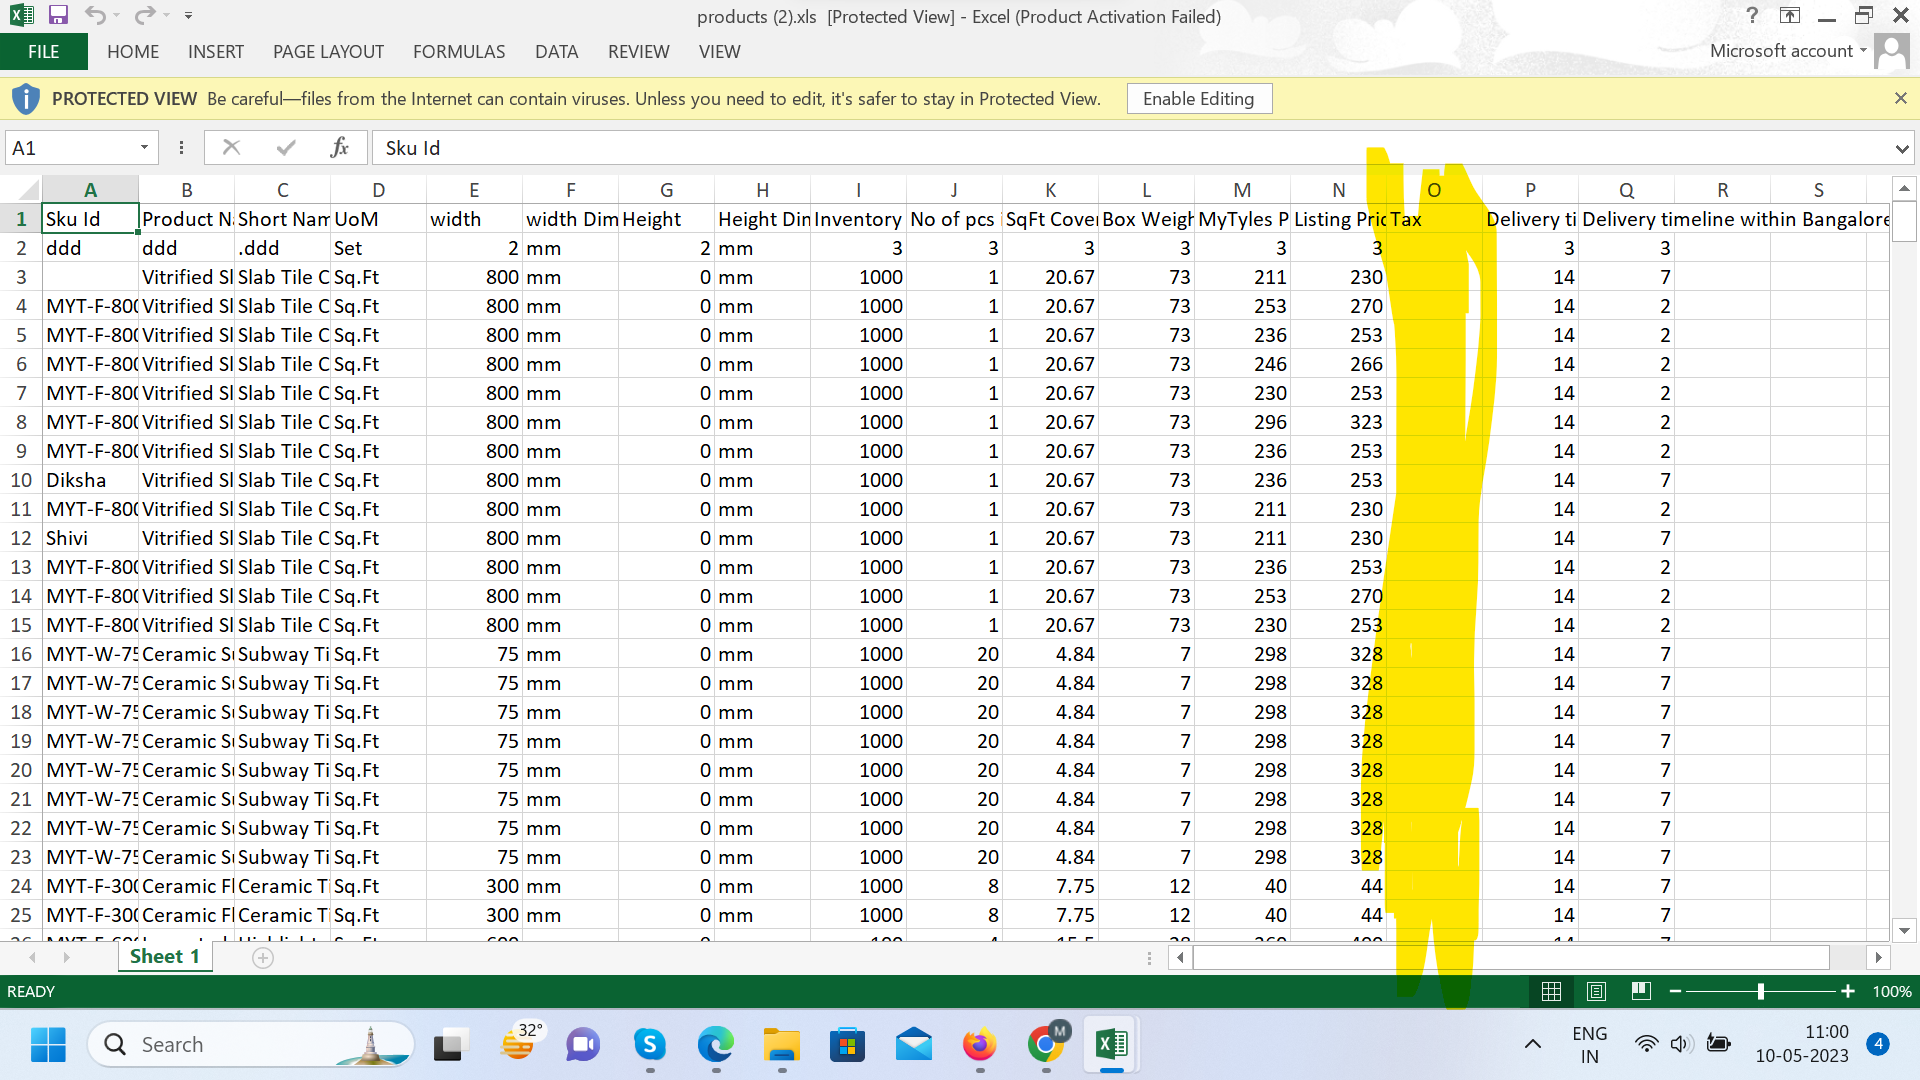 products (2).xls [Protected View] - Excel (Product Activation Failed)
FILE HOME INSERT PAGE LAYOUT FORMULAS DATA REVIEW VIEW Microsoft account
PROTECTED VIEW Be careful—files from the Internet can contain viruses. Unless you need to edit, it's safer to stay in Protected View. Enable Editing
A1 fx Sku Id
A B C D E F G H I J K L M N O P Q R S
1 Sku Id Product Na Short Nam UoM width width Dim Height Height Dim Inventory No of pcs SqFt Cover Box Weigh MyTyles P Listing Pric Tax Delivery ti Delivery timeline within Bangalore
2 ddd ddd .ddd Set 2 mm 2 mm 3 3 3 3 3 3 3 3
3 Vitrified Sl Slab Tile C Sq.Ft 800 mm 0 mm 1000 1 20.67 73 211 230 14 7
4 MYT-F-800 Vitrified Sl Slab Tile C Sq.Ft 800 mm 0 mm 1000 1 20.67 73 253 270 14 2
5 MYT-F-800 Vitrified Sl Slab Tile C Sq.Ft 800 mm 0 mm 1000 1 20.67 73 236 253 14 2
6 MYT-F-800 Vitrified Sl Slab Tile C Sq.Ft 800 mm 0 mm 1000 1 20.67 73 246 266 14 2
7 MYT-F-800 Vitrified Sl Slab Tile C Sq.Ft 800 mm 0 mm 1000 1 20.67 73 230 253 14 2
8 MYT-F-800 Vitrified Sl Slab Tile C Sq.Ft 800 mm 0 mm 1000 1 20.67 73 296 323 14 2
9 MYT-F-800 Vitrified Sl Slab Tile C Sq.Ft 800 mm 0 mm 1000 1 20.67 73 236 253 14 2
10 Diksha Vitrified Sl Slab Tile C Sq.Ft 800 mm 0 mm 1000 1 20.67 73 236 253 14 7
11 MYT-F-800 Vitrified Sl Slab Tile C Sq.Ft 800 mm 0 mm 1000 1 20.67 73 211 230 14 2
12 Shivi Vitrified Sl Slab Tile C Sq.Ft 800 mm 0 mm 1000 1 20.67 73 211 230 14 7
13 MYT-F-800 Vitrified Sl Slab Tile C Sq.Ft 800 mm 0 mm 1000 1 20.67 73 236 253 14 2
14 MYT-F-800 Vitrified Sl Slab Tile C Sq.Ft 800 mm 0 mm 1000 1 20.67 73 253 270 14 2
15 MYT-F-800 Vitrified Sl Slab Tile C Sq.Ft 800 mm 0 mm 1000 1 20.67 73 230 253 14 2
16 MYT-W-75 Ceramic Su Subway Ti Sq.Ft 75 mm 0 mm 1000 20 4.84 7 298 328 14 7
17 MYT-W-75 Ceramic Su Subway Ti Sq.Ft 75 mm 0 mm 1000 20 4.84 7 298 328 14 7
18 MYT-W-75 Ceramic Su Subway Ti Sq.Ft 75 mm 0 mm 1000 20 4.84 7 298 328 14 7
19 MYT-W-75 Ceramic Su Subway Ti Sq.Ft 75 mm 0 mm 1000 20 4.84 7 298 328 14 7
20 MYT-W-75 Ceramic Su Subway Ti Sq.Ft 75 mm 0 mm 1000 20 4.84 7 298 328 14 7
21 MYT-W-75 Ceramic Su Subway Ti Sq.Ft 75 mm 0 mm 1000 20 4.84 7 298 328 14 7
22 MYT-W-75 Ceramic Su Subway Ti Sq.Ft 75 mm 0 mm 1000 20 4.84 7 298 328 14 7
23 MYT-W-75 Ceramic Su Subway Ti Sq.Ft 75 mm 0 mm 1000 20 4.84 7 298 328 14 7
24 MYT-F-300 Ceramic Fl Ceramic Ti Sq.Ft 300 mm 0 mm 1000 8 7.75 12 40 44 14 7
25 MYT-F-300 Ceramic Fl Ceramic Ti Sq.Ft 300 mm 0 mm 1000 8 7.75 12 40 44 14 7
Sheet 1
READY 100%
Search 32° M ENG IN 11:00 10-05-2023 4